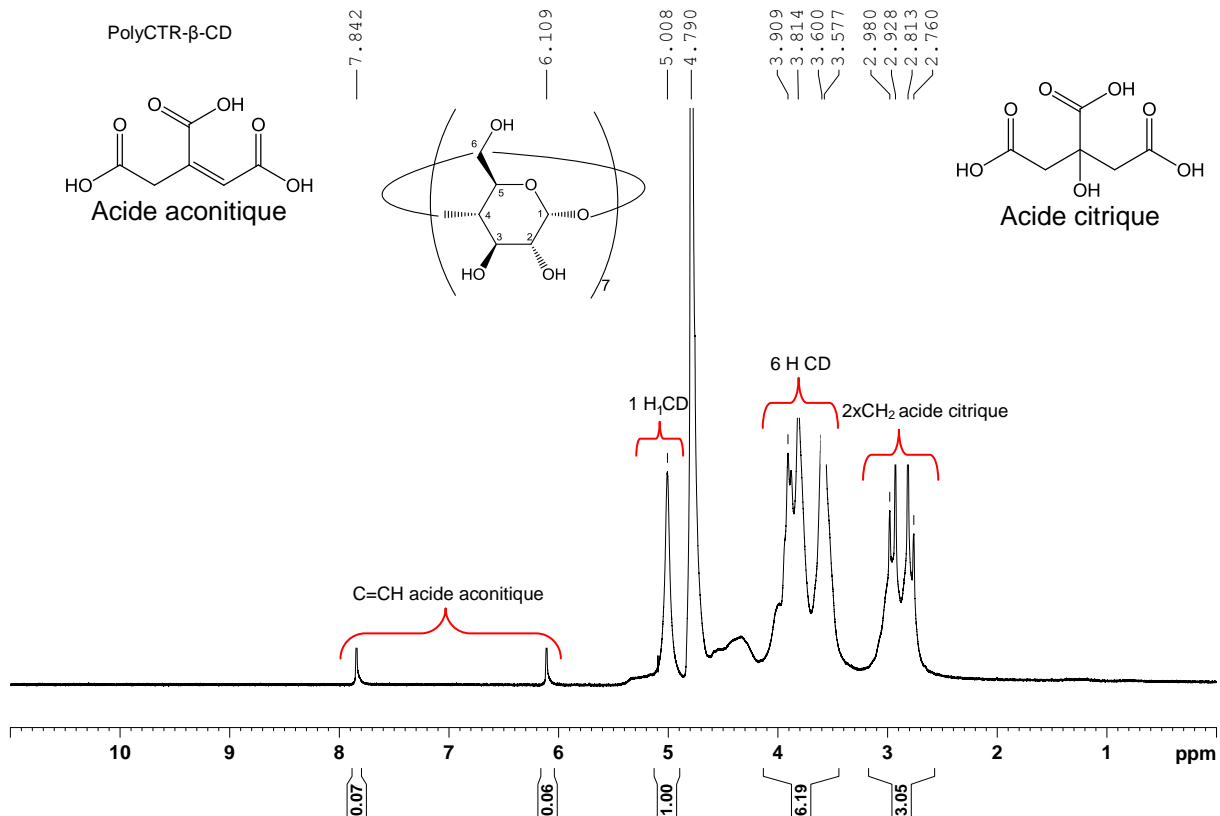 7.842
6.109
5.008
4.790
3.909
3.814
3.600
3.577
2.980
2.928
2.813
2.760
PolyCTR-β-CD
O OH
O O
HO OH
Acide aconitique
OH
6
5 O
4 1 O
3 2
HO OH
7
O OH
O O
HO OH OH
Acide citrique
6 H CD
1 H₁CD
2xCH₂ acide citrique
C=CH acide aconitique
10 9 8 7 6 5 4 3 2 1 ppm
0.07 0.06 1.00 6.19 3.05